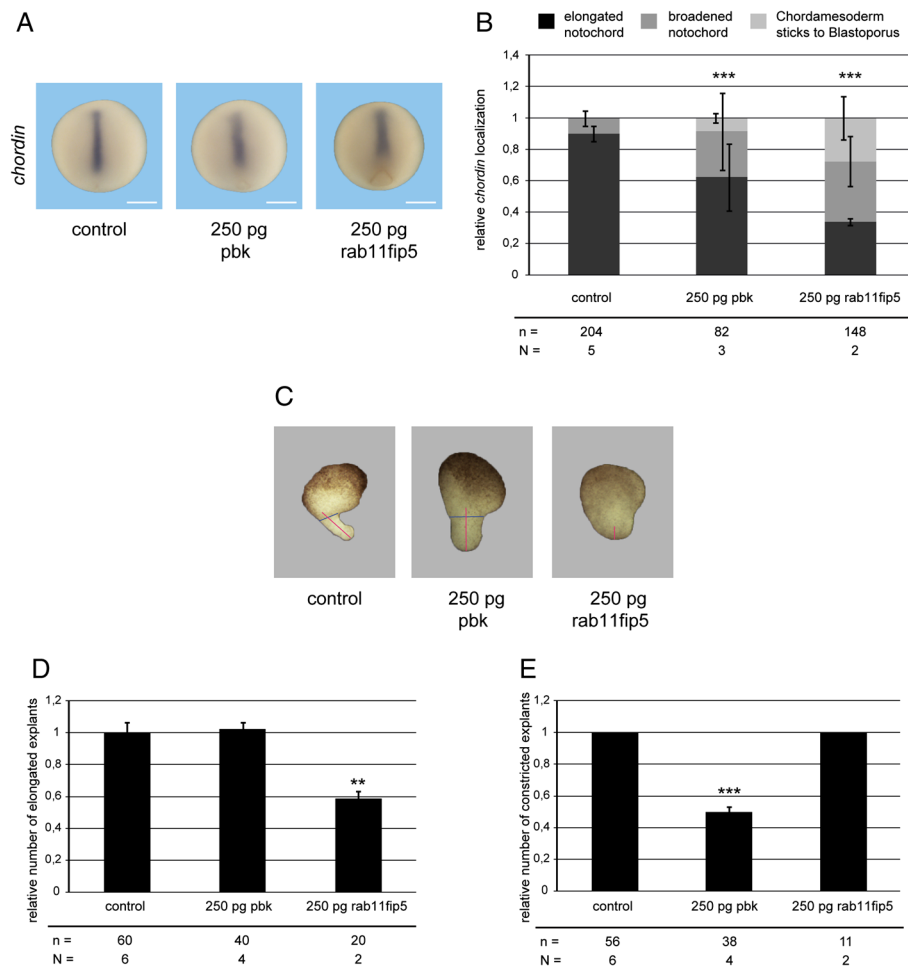 A
chordin
control
250 pg
pbk
250 pg
rab11fip5
B
elongated
notochord
broadened
notochord
Chordamesoderm
sticks to Blastoporus
relative chordin localization
1,4
1,2
1
0,8
0,6
0,4
0,2
0
***
***
control
250 pg pbk
250 pg rab11fip5
n =
204
82
148
N =
5
3
2
C
control
250 pg
pbk
250 pg
rab11fip5
D
relative number of elongated explants
1,2
1
0,8
0,6
0,4
0,2
0
**
control
250 pg pbk
250 pg rab11fip5
n =
60
40
20
N =
6
4
2
E
relative number of constricted explants
1,2
1
0,8
0,6
0,4
0,2
0
***
control
250 pg pbk
250 pg rab11fip5
n =
56
38
11
N =
6
4
2